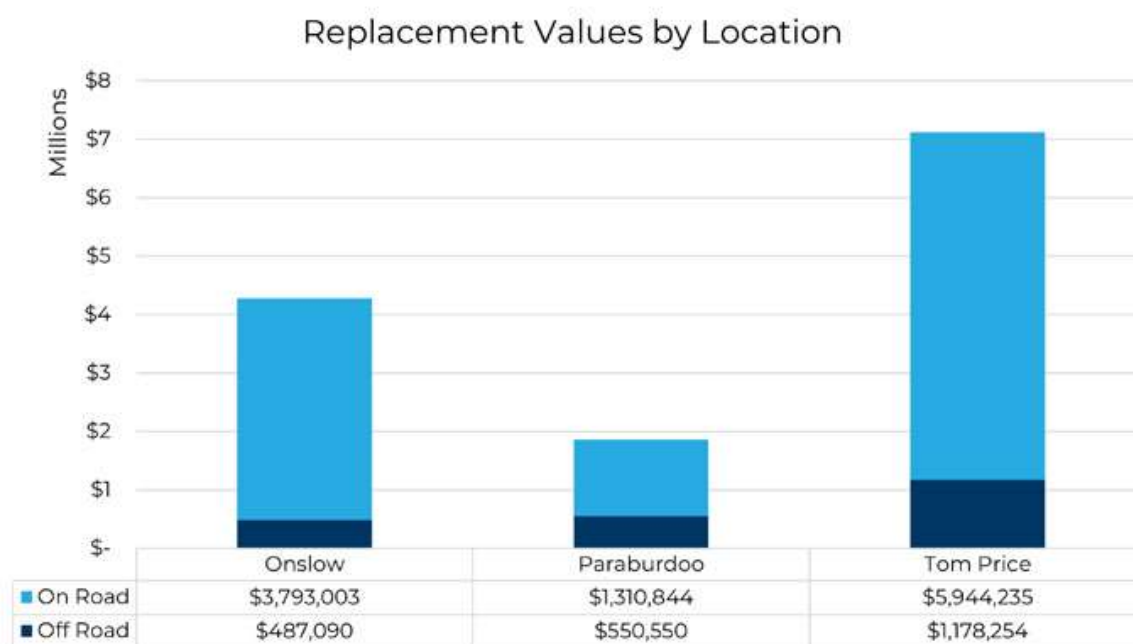 Replacement Values by Location
Millions
$8
$7
$6
$5
$4
$3
$2
$1
$-
Onslow Paraburdoo Tom Price
On Road $3,793,003 $1,310,844 $5,944,235
Off Road $487,090 $550,550 $1,178,254